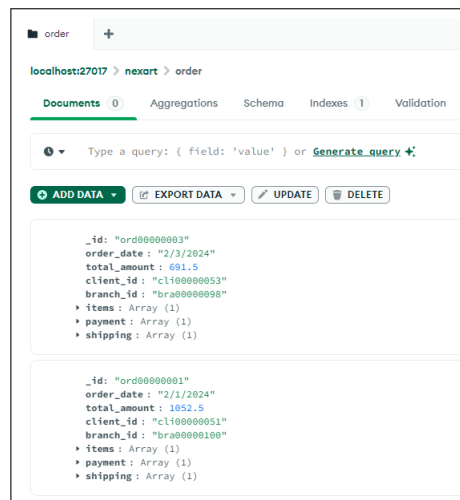 order
+
localhost:27017 > nexart > order
Documents 0 Aggregations Schema Indexes 1 Validation
Type a query: { field: 'value' } or Generate query
ADD DATA EXPORT DATA UPDATE DELETE
_id: "ord00000003"
order_date : "2/3/2024"
total_amount : 691.5
client_id : "cli00000053"
branch_id : "bra00000098"
items : Array (1)
payment : Array (1)
shipping : Array (1)
_id: "ord00000001"
order_date : "2/1/2024"
total_amount : 1052.5
client_id : "cli00000051"
branch_id : "bra00000100"
items : Array (1)
payment : Array (1)
shipping : Array (1)